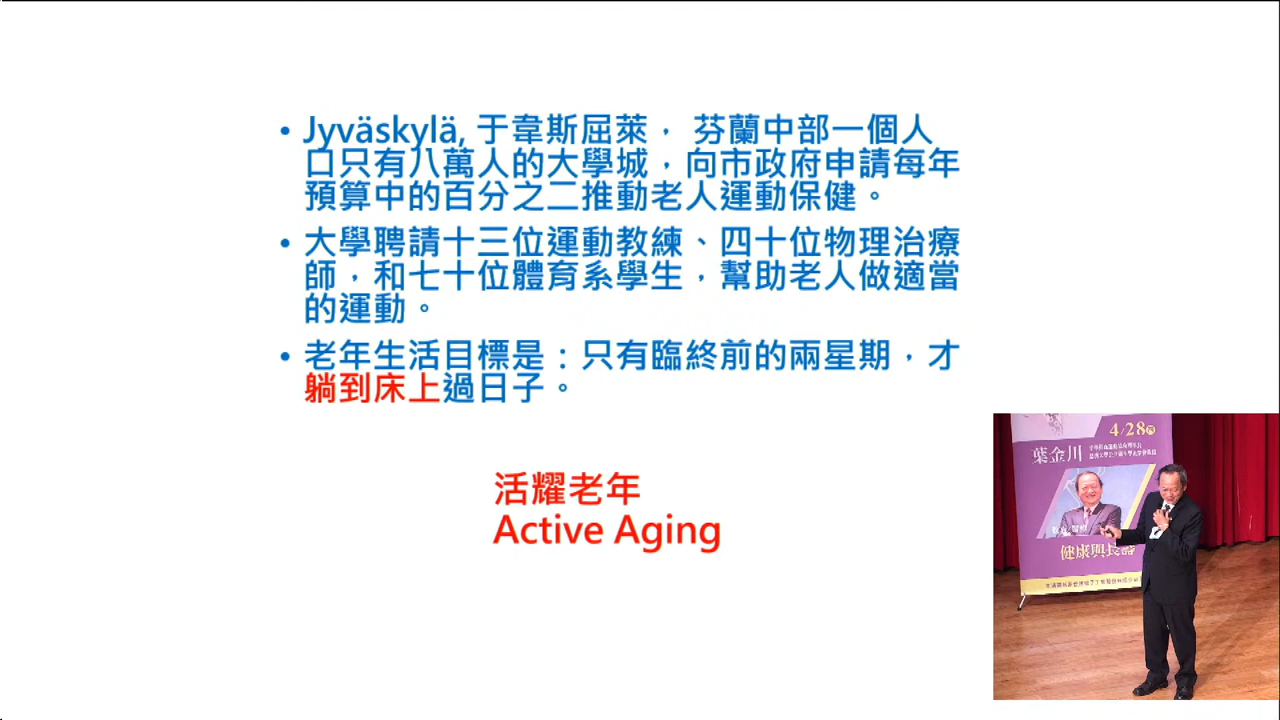 • Jyväskylä, 于韋斯屈萊， 芬蘭中部一個人
口只有八萬人的大學城，向市政府申請每年
預算中的百分之二推動老人運動保健。
• 大學聘請十三位運動教練、四十位物理治療
師，和七十位體育系學生，幫助老人做適當
的運動。
• 老年生活目標是：只有臨終前的兩星期，才
躺到床上過日子。
活耀老年
Active Aging
4/28
葉金川
健康與長壽